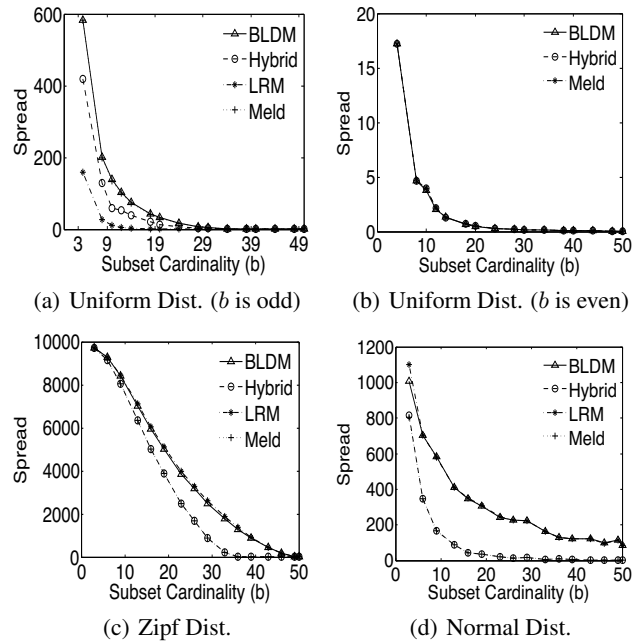 600
400
200
0
Spread
3 9 19 29 39 49
Subset Cardinality (b)
BLDM
Hybrid
LRM
Meld
(a) Uniform Dist. (b is odd)
20
15
10
5
0
Spread
0 10 20 30 40 50
Subset Cardinality (b)
BLDM
Hybrid
LRM
Meld
(b) Uniform Dist. (b is even)
10000
8000
6000
4000
2000
0
Spread
0 10 20 30 40 50
Subset Cardinality (b)
BLDM
Hybrid
LRM
Meld
(c) Zipf Dist.
1200
1000
800
600
400
200
0
Spread
0 10 20 30 40 50
Subset Cardinality (b)
BLDM
Hybrid
LRM
Meld
(d) Normal Dist.